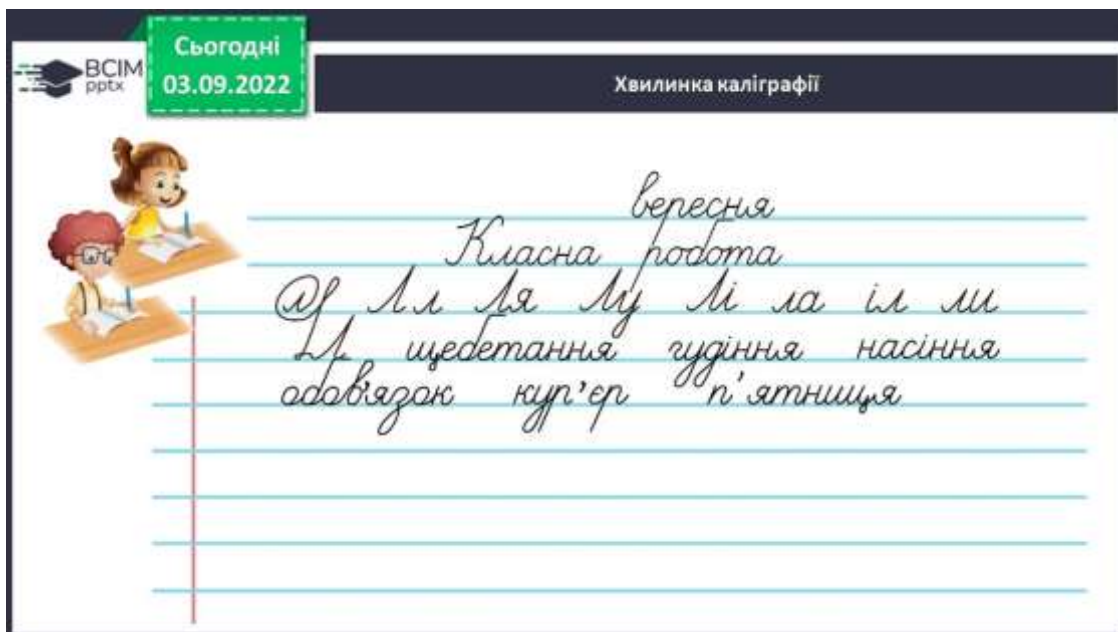 Сьогодні
03.09.2022
ВСІМ
pptx
Хвилинка каліграфії
вересня
Класна робота
Л л Ля Лу Лі ла іл ли
щебетання гудіння насіння
обов'язок кур'єр п'ятниця